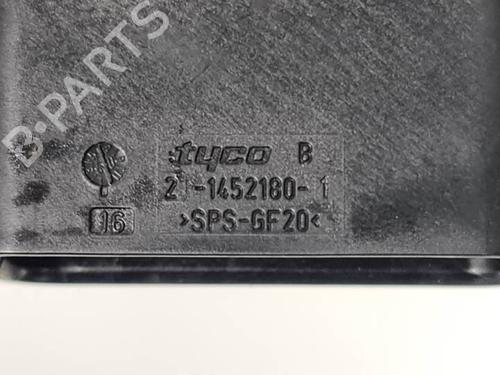 B-PARTS
tyco B
21-1452180-1
16 >SPS-GF20<